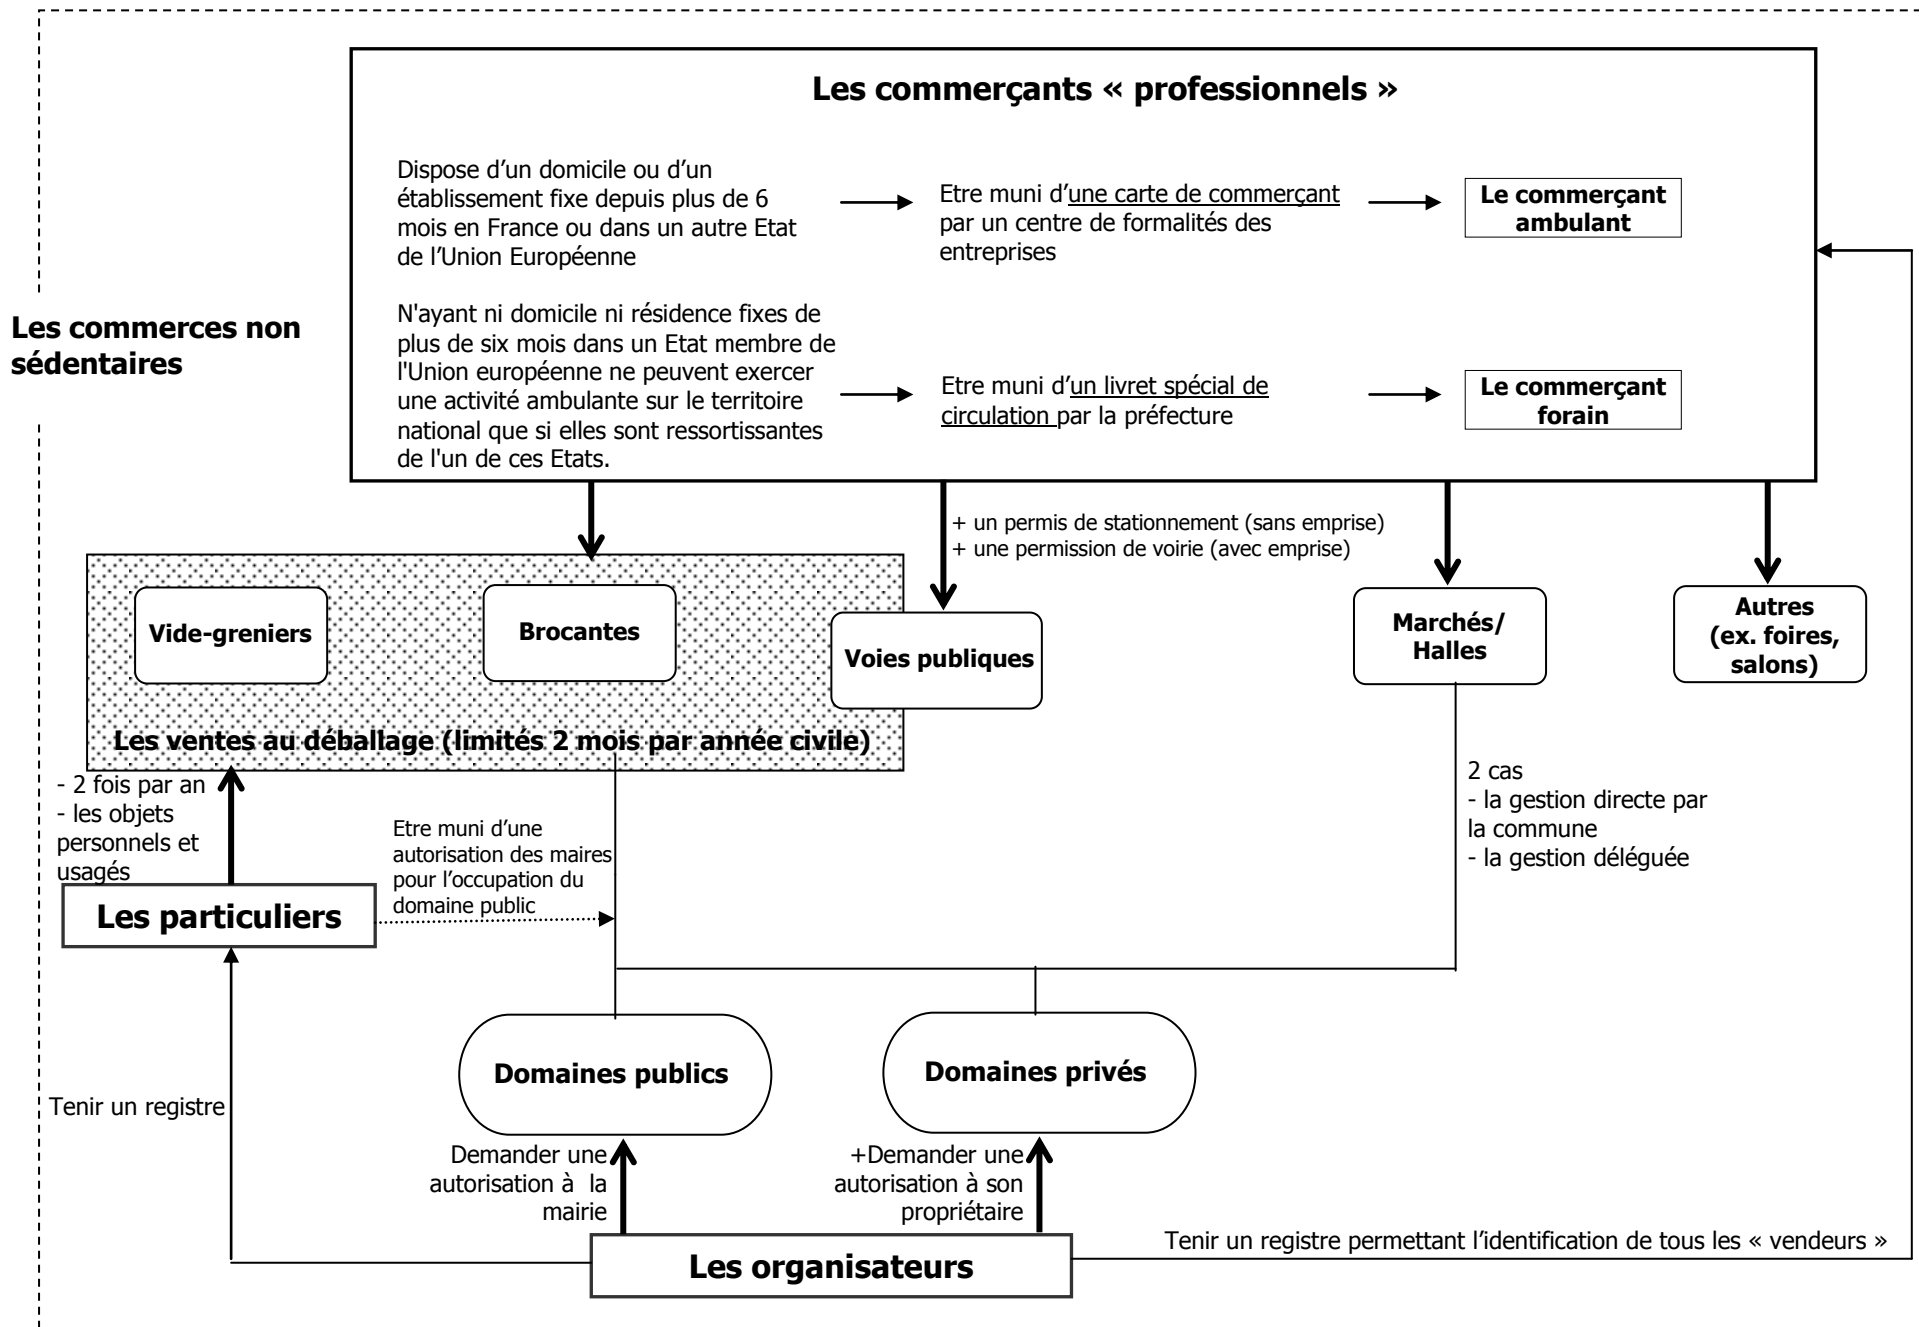 Les commerçants « professionnels »
Dispose d’un domicile ou d’un
établissement fixe depuis plus de 6
mois en France ou dans un autre Etat
de l’Union Européenne
Etre muni d’une carte de commerçant
par un centre de formalités des
entreprises
Le commerçant
ambulant
Les commerces non
sédentaires
N'ayant ni domicile ni résidence fixes de
plus de six mois dans un Etat membre de
l'Union européenne ne peuvent exercer
une activité ambulante sur le territoire
national que si elles sont ressortissantes
de l'un de ces Etats.
Etre muni d’un livret spécial de
circulation par la préfecture
Le commerçant
forain
+ un permis de stationnement (sans emprise)
+ une permission de voirie (avec emprise)
Vide-greniers
Brocantes
Voies publiques
Marchés/
Halles
Autres
(ex. foires,
salons)
Les ventes au déballage (limités 2 mois par année civile)
- 2 fois par an
- les objets
personnels et
usagés
Etre muni d’une
autorisation des maires
pour l’occupation du
domaine public
2 cas
- la gestion directe par
la commune
- la gestion déléguée
Les particuliers
Domaines publics
Domaines privés
Tenir un registre
Demander une
autorisation à  la
mairie
+Demander une
autorisation à son
propriétaire
Tenir un registre permettant l’identification de tous les « vendeurs »
Les organisateurs